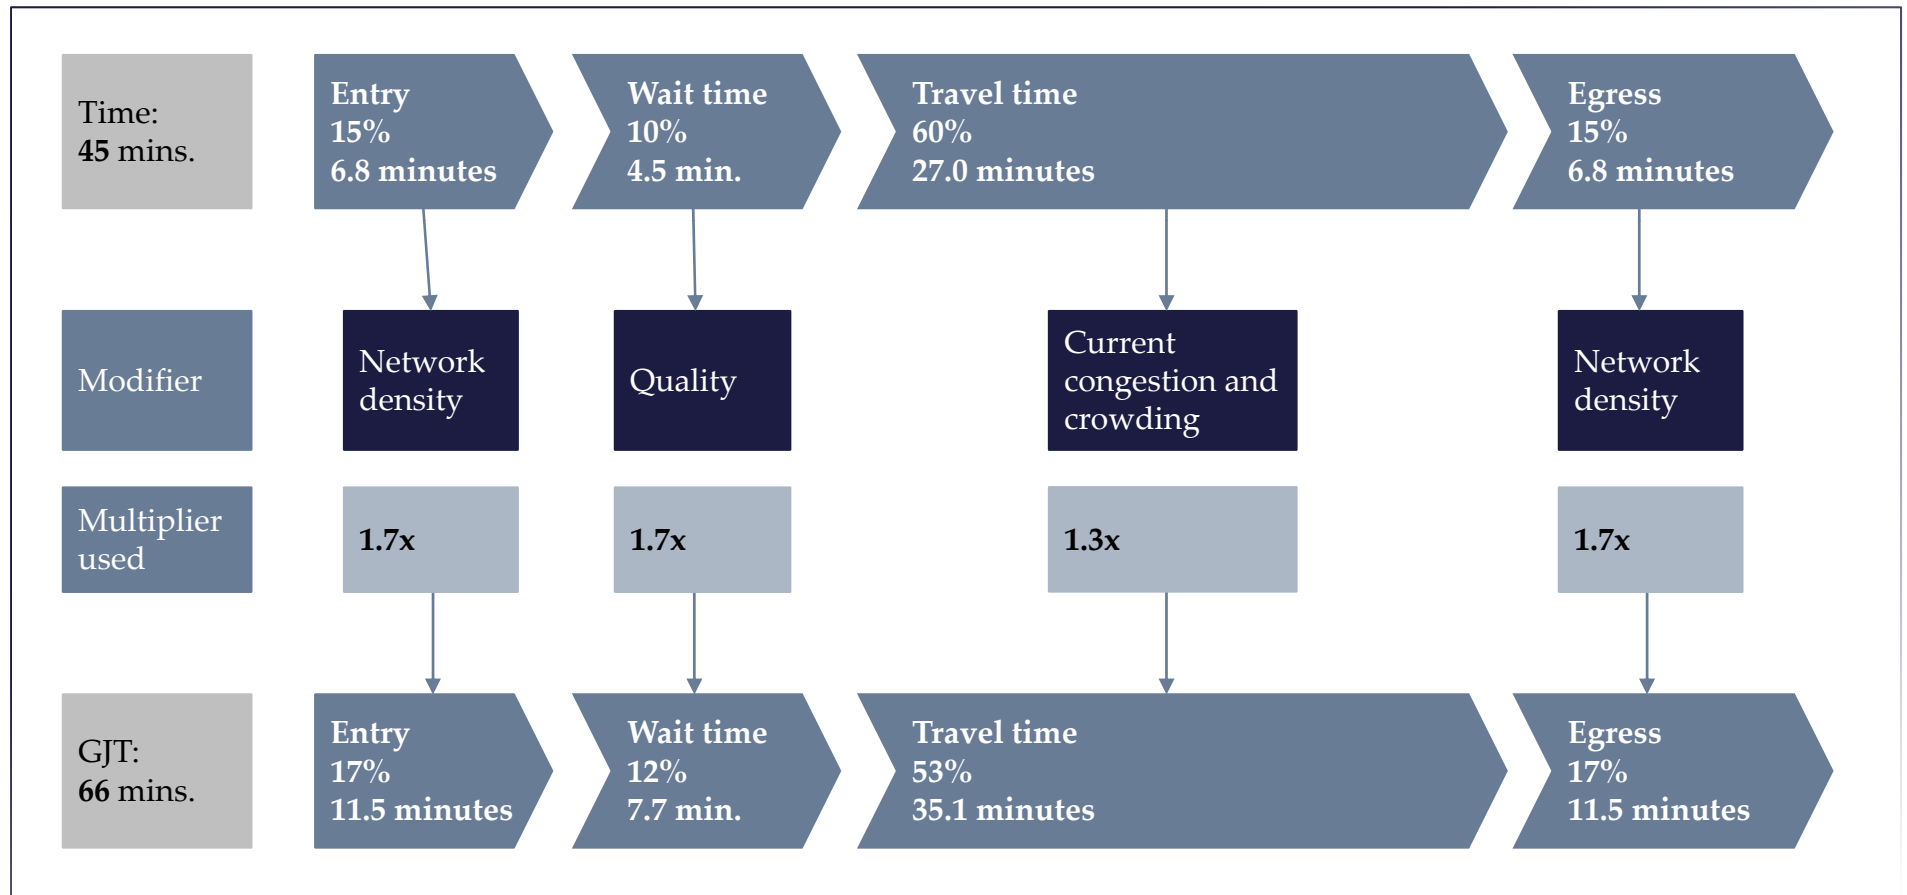 Time:
45 mins.
Entry
15%
6.8 minutes
Wait time
10%
4.5 min.
Travel time
60%
27.0 minutes
Egress
15%
6.8 minutes
Modifier
Network
density
Quality
Current
congestion and
crowding
Network
density
Multiplier
used
1.7x
1.7x
1.3x
1.7x
GJT:
66 mins.
Entry
17%
11.5 minutes
Wait time
12%
7.7 min.
Travel time
53%
35.1 minutes
Egress
17%
11.5 minutes